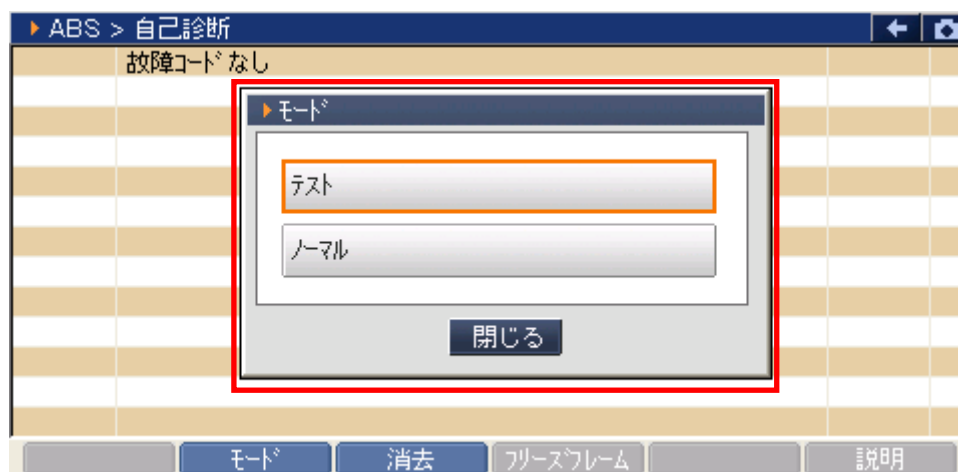 ABS > 自己診断
故障ｺｰﾄﾞなし
ﾓｰﾄﾞ
ﾃｽﾄ
ﾉｰﾏﾙ
閉じる
ﾓｰﾄﾞ 消去 ﾌﾘｰｽﾞﾌﾚｰﾑ 説明